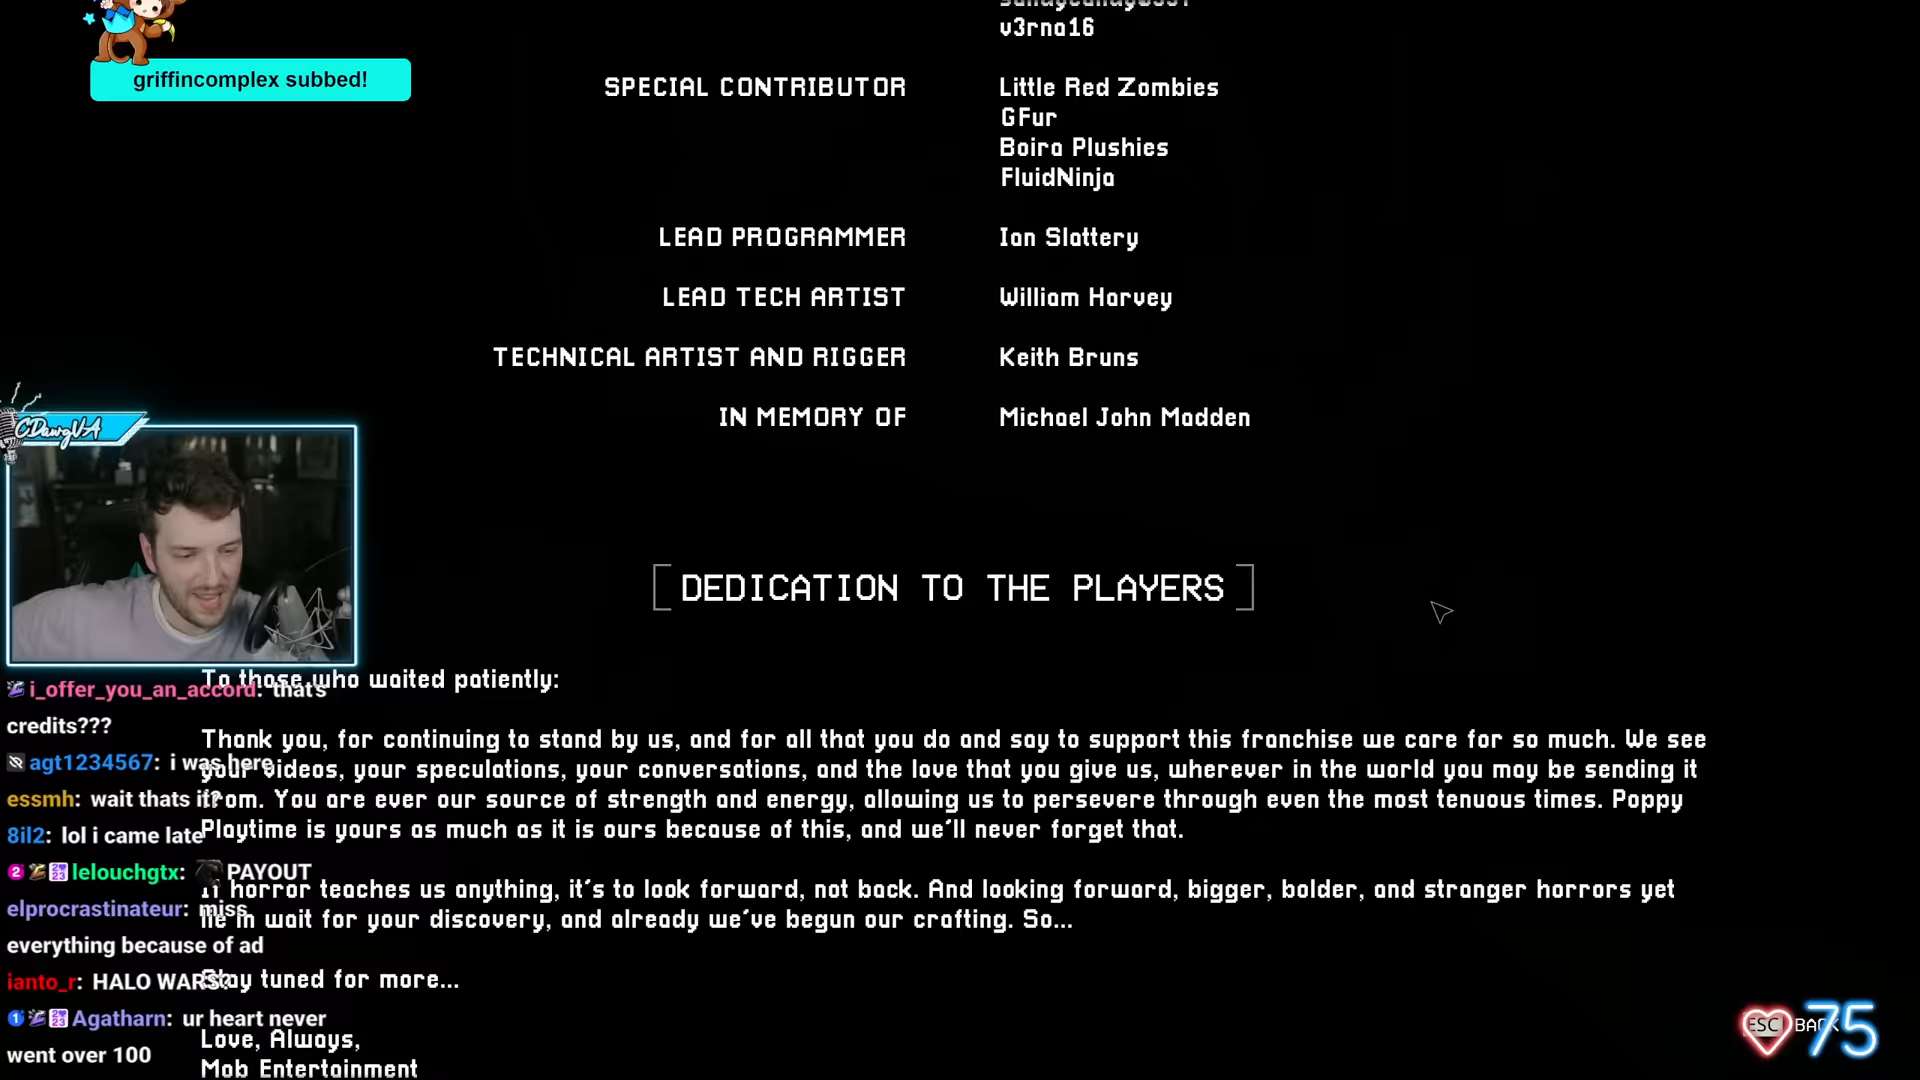 v3rna16
griffincomplex subbed!
SPECIAL CONTRIBUTOR Little Red Zombies
GFur
Boira Plushies
FluidNinja
LEAD PROGRAMMER Ian Slattery
LEAD TECH ARTIST William Harvey
TECHNICAL ARTIST AND RIGGER Keith Bruns
IN MEMORY OF Michael John Madden
CDawgVA
DEDICATION TO THE PLAYERS
To those who waited patiently:
Thank you, for continuing to stand by us, and for all that you do and say to support this franchise we care for so much. We see
your videos, your speculations, your conversations, and the love that you give us, wherever in the world you may be sending it
from. You are ever our source of strength and energy, allowing us to persevere through even the most tenuous times. Poppy
Playtime is yours as much as it is ours because of this, and we'll never forget that.
If horror teaches us anything, it's to look forward, not back. And looking forward, bigger, bolder, and stranger horrors yet
lie in wait for your discovery, and already we've begun our crafting. So...
Stay tuned for more...
Love, Always,
Mob Entertainment
i_offer_you_an_accord: that's
credits???
agt1234567: i was here
essmh: wait thats it?
8il2: lol i came late
lelouchgtx: PAYOUT
elprocrastinateur: miss
everything because of ad
ianto_r: HALO WARS?
Agatharn: ur heart never
went over 100
ESC BACK
75